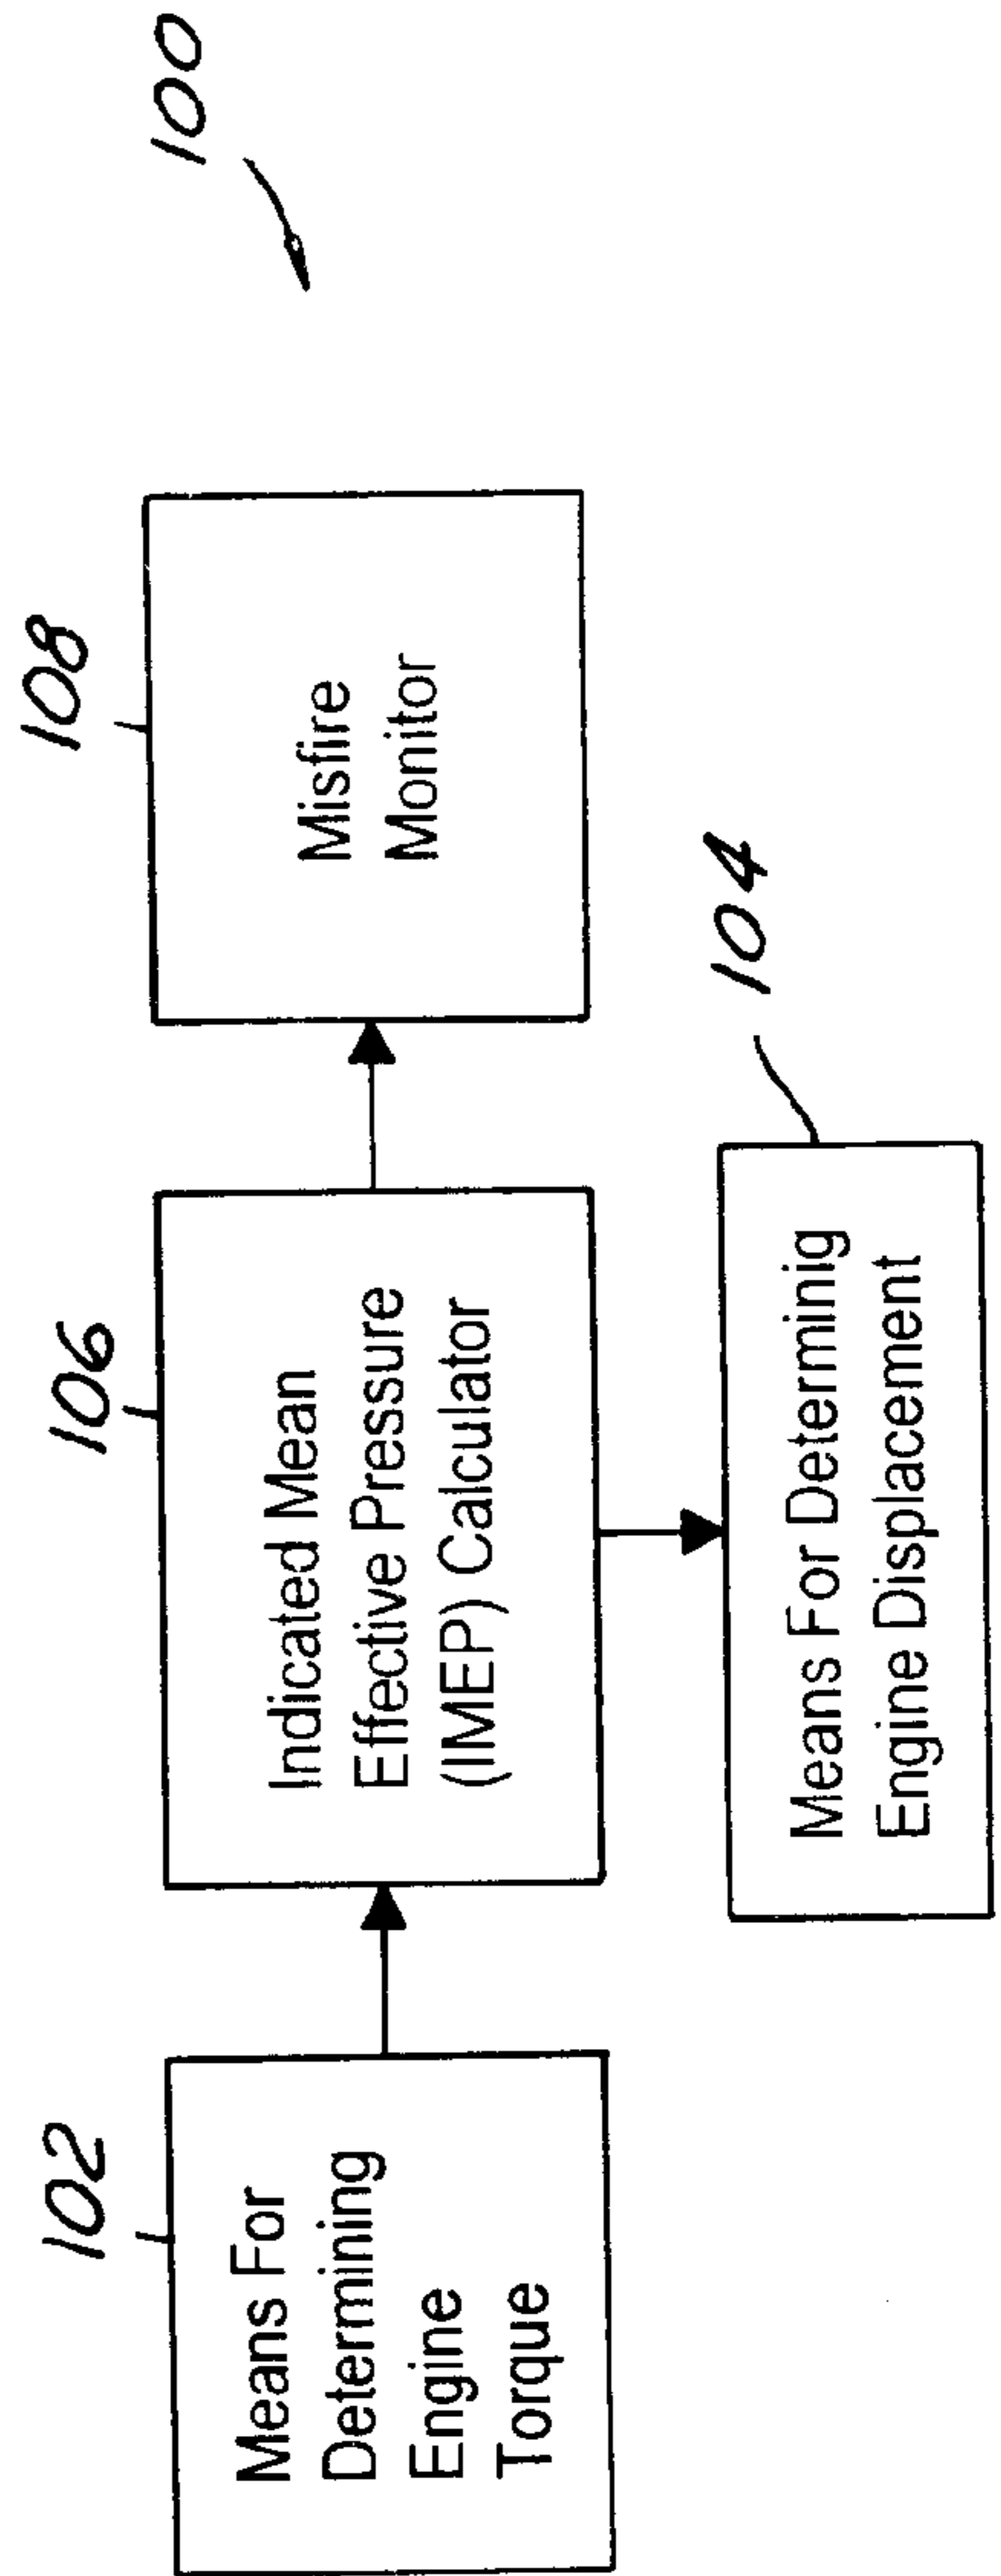 100
102
Means For
Determining
Engine
Torque
106
Indicated Mean
Effective Pressure
(IMEP) Calculator
108
Misfire
Monitor
104
Means For Determinig
Engine Displacement